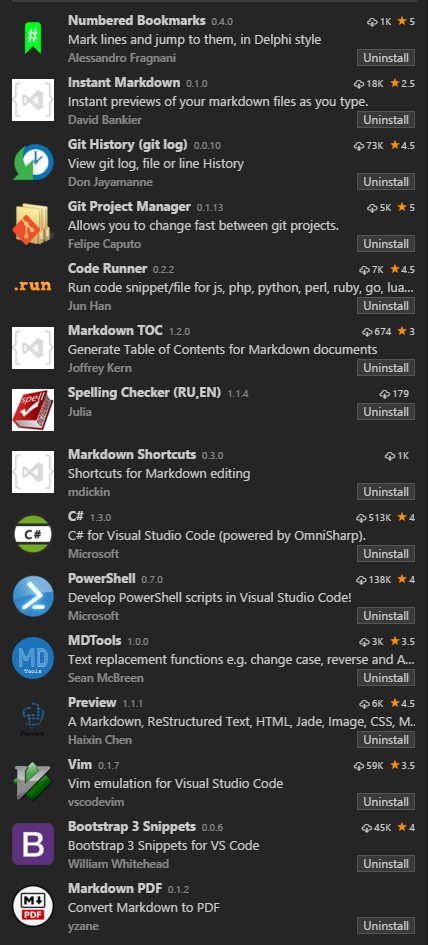 Numbered Bookmarks 0.4.0 1K ★ 5
Mark lines and jump to them, in Delphi style
Alessandro Fragnani Uninstall
Instant Markdown 0.1.0 18K ★ 2.5
Instant previews of your markdown files as you type.
David Bankier Uninstall
Git History (git log) 0.0.10 73K ★ 4.5
View git log, file or line History
Don Jayamanne Uninstall
Git Project Manager 0.1.13 5K ★ 5
Allows you to change fast between git projects.
Felipe Caputo Uninstall
.run
Code Runner 0.2.2 7K ★ 4.5
Run code snippet/file for js, php, python, perl, ruby, go, lua...
Jun Han Uninstall
Markdown TOC 1.2.0 674 ★ 3
Generate Table of Contents for Markdown documents
Joffrey Kern Uninstall
spell
Spelling Checker (RU,EN) 1.1.4 179
Julia Uninstall
Markdown Shortcuts 0.3.0 1K
Shortcuts for Markdown editing
mdickin Uninstall
C#
C# 1.3.0 513K ★ 4
C# for Visual Studio Code (powered by OmniSharp).
Microsoft Uninstall
PowerShell 0.7.0 138K ★ 4
Develop PowerShell scripts in Visual Studio Code!
Microsoft Uninstall
MD
Tools
MDTools 1.0.0 3K ★ 3.5
Text replacement functions e.g. change case, reverse and A...
Sean McBreen Uninstall
Preview
Preview 1.1.1 6K ★ 4.5
A Markdown, ReStructured Text, HTML, Jade, Image, CSS, M..
Haixin Chen Uninstall
Vim 0.1.7 59K ★ 3.5
Vim emulation for Visual Studio Code
vscodevim Uninstall
B
Bootstrap 3 Snippets 0.0.6 45K ★ 4
Bootstrap 3 Snippets for VS Code
William Whitehead Uninstall
M
PDF
Markdown PDF 0.1.2
Convert Markdown to PDF
yzane Uninstall